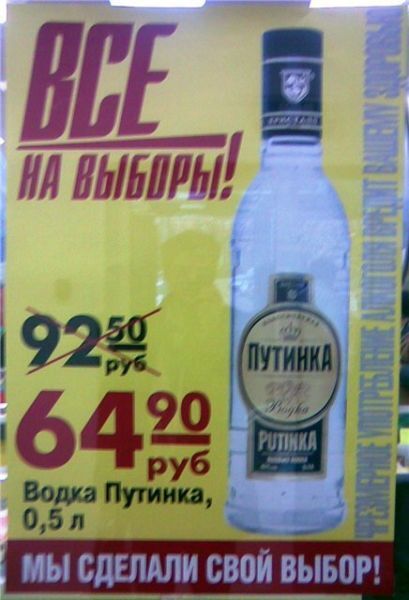 ВСЕ
НА ВЫБОРЫ!
92 50
руб
64 90
руб
Водка Путинка,
0,5 л
МЫ СДЕЛАЛИ СВОЙ ВЫБОР!
КРИСТАЛЛ
ПУТИНКА
Водка
PUTINKA
ЧРЕЗМЕРНОЕ УПОТРЕБЛЕНИЕ АЛКОГОЛЯ ВРЕДИТ ВАШЕМУ ЗДОРОВЬЮ